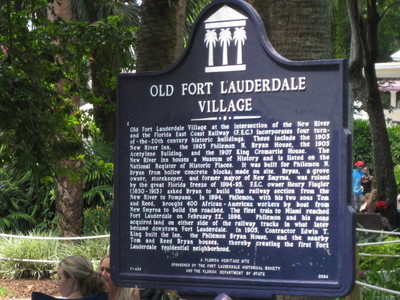 OLD FORT LAUDERDALE
VILLAGE
Old Fort Lauderdale Village at the intersection of the New River
and the Florida East Coast Railway (F.E.C.) incorporates four turn-
of-the-20th century historic buildings. These include the 1905
New River Inn, the 1905 Philemon N. Bryan House, the 1905
Acetylene Building, and the 1907 King Cromartie House. The
New River Inn houses a Museum of History and is listed on the
National Register of Historic Places. It was built for Philemon N.
Bryan from hollow concrete blocks, made on site. Bryan, a grove
owner, storekeeper, and former mayor of New Smyrna, was ruined
by the great Florida freeze of 1894-95. F.E.C. owner Henry Flagler
(1830-1913) asked Bryan to build the railway section from the
New River to Pompano. In 1894, Philemon, with his two sons Tom
and Reed, brought 400 African-Americans workers by boat from
New Smyrna to build the roadbed. The first train to Miami reached
Fort Lauderdale on February 22, 1896. Philemon and his sons
acquired land on either side of the railway tracks in what later
became downtown Fort Lauderdale. In 1905, Contractor Edwin T.
King built the inn, the Philemon Bryan House, and the nearby
Tom and Reed Bryan houses, thereby creating the first Fort
Lauderdale residential neighborhood.
A FLORIDA HERITAGE SITE
SPONSORED BY THE FORT LAUDERDALE HISTORICAL SOCIETY
AND THE FLORIDA DEPARTMENT OF STATE
2004